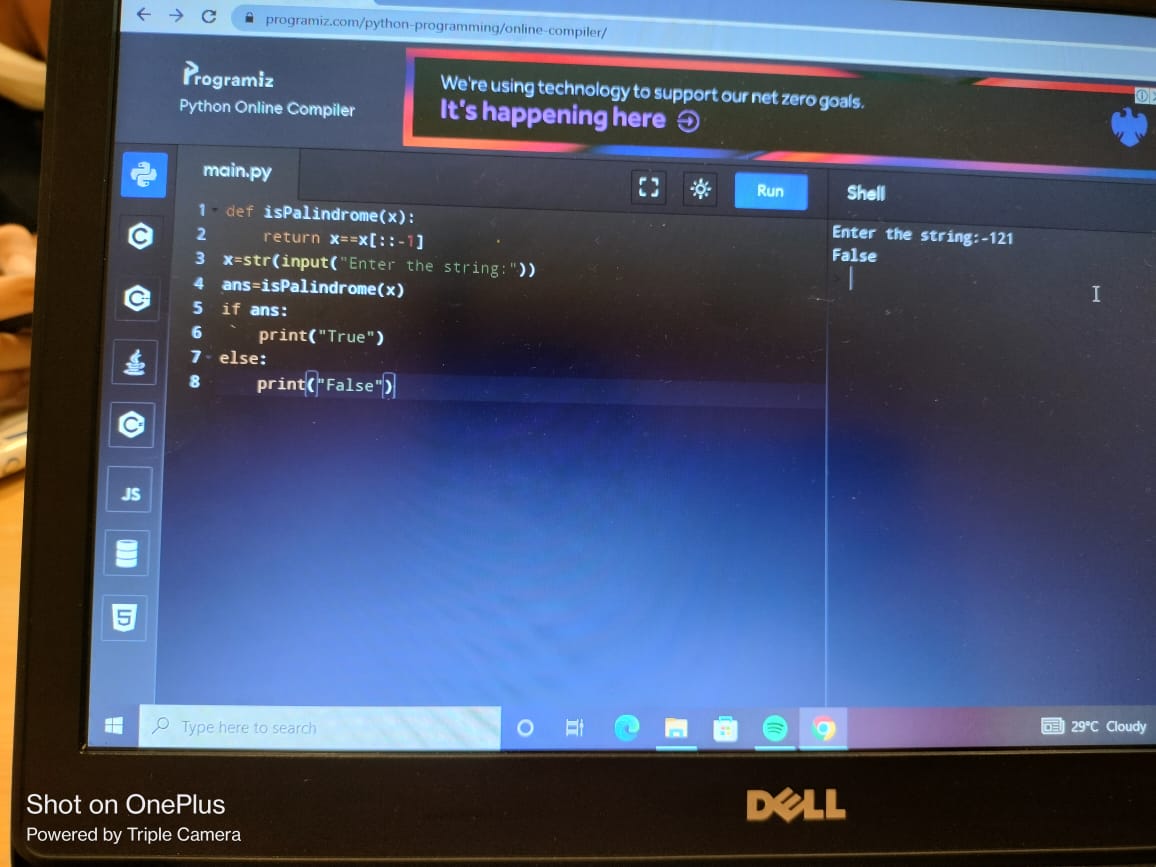 programiz.com/python-programming/online-compiler/
Programiz
Python Online Compiler
We're using technology to support our net zero goals.
It's happening here
main.py
Run
Shell
1 def isPalindrome(x):
2 return x==x[::-1]
3 x=str(input("Enter the string:"))
4 ans=isPalindrome(x)
5 if ans:
6 print("True")
7 else:
8 print("False")
Enter the string:-121
False
>
C
C
C
JS
5
Type here to search
29°C Cloudy
Shot on OnePlus
Powered by Triple Camera
DELL